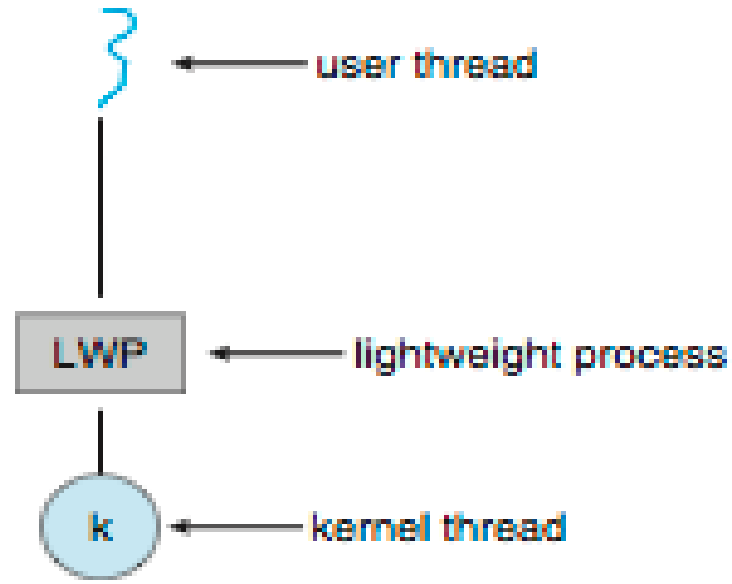 user thread
LWP
lightweight process
k
kernel thread